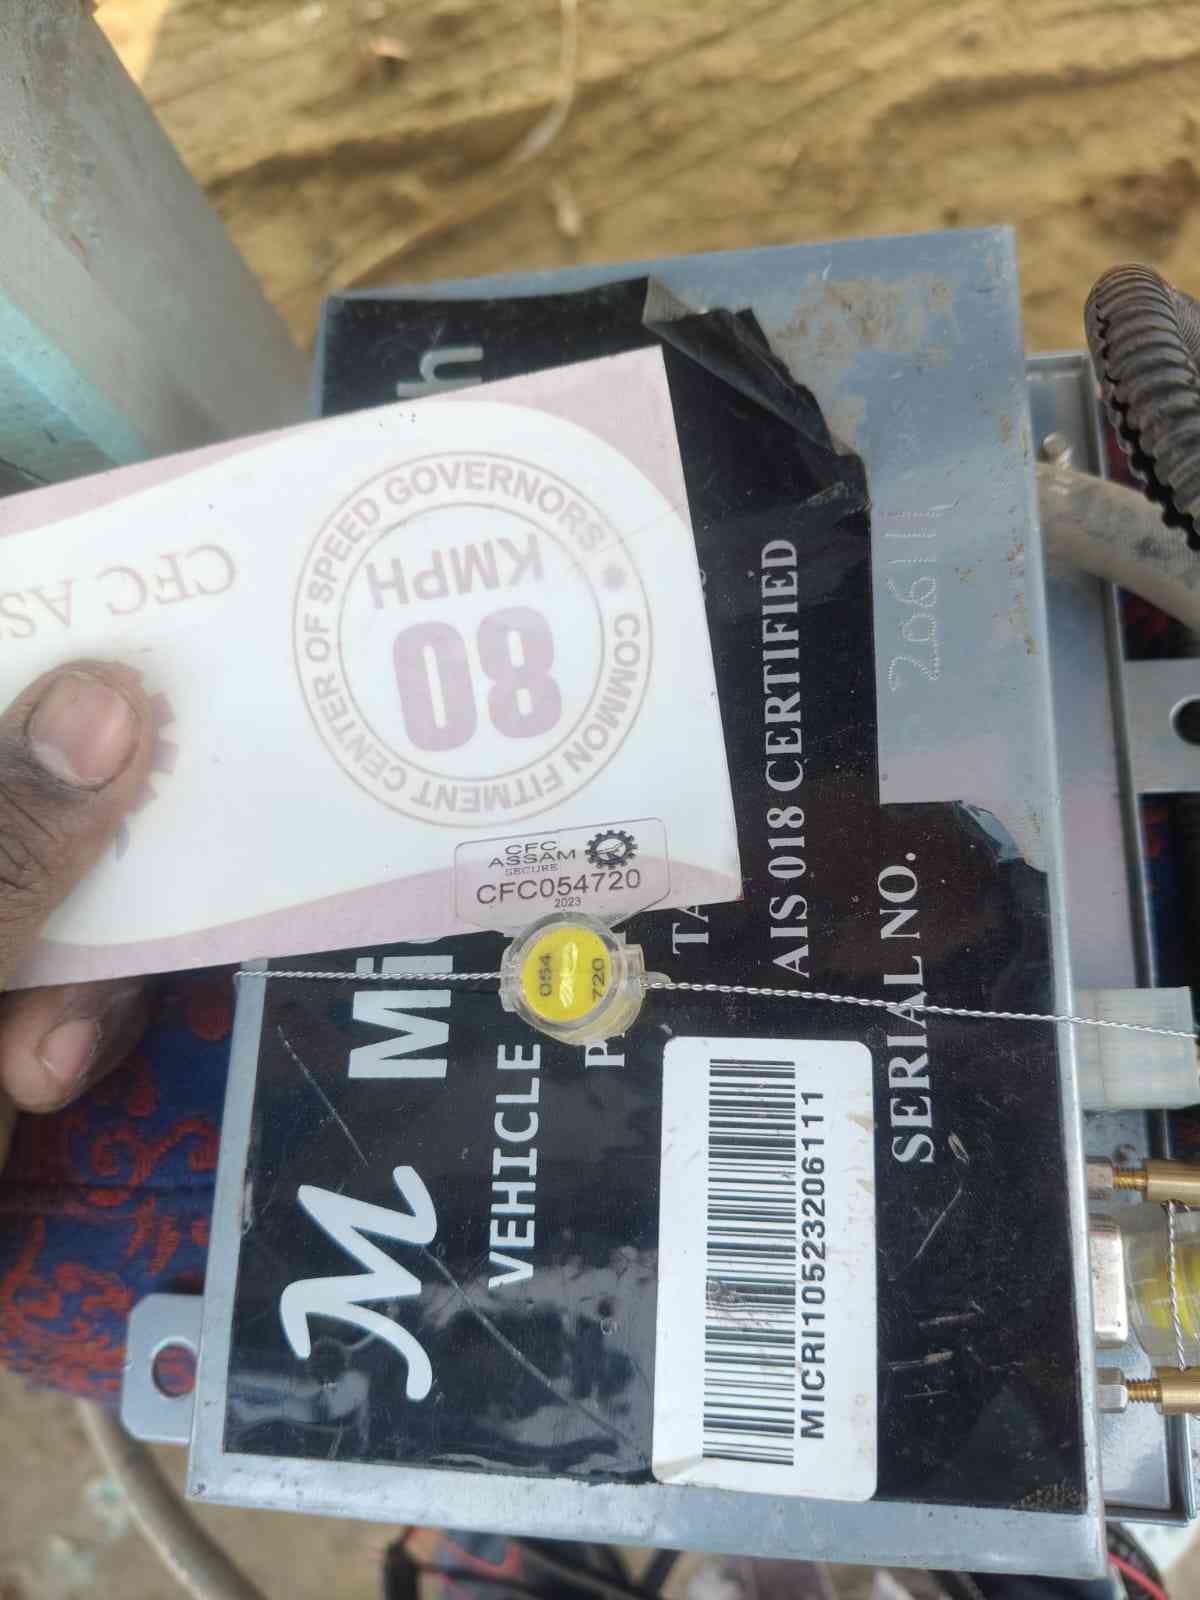 CFC AS
COMMON FITMENT CENTER OF SPEED GOVERNORS
80
KMPH
CFC
ASSAM
SECURE
CFC054720
2023
054
720
M Mi
VEHICLE
AIS 018 CERTIFIED
SERIAL NO.
206111
MICRI10523206111